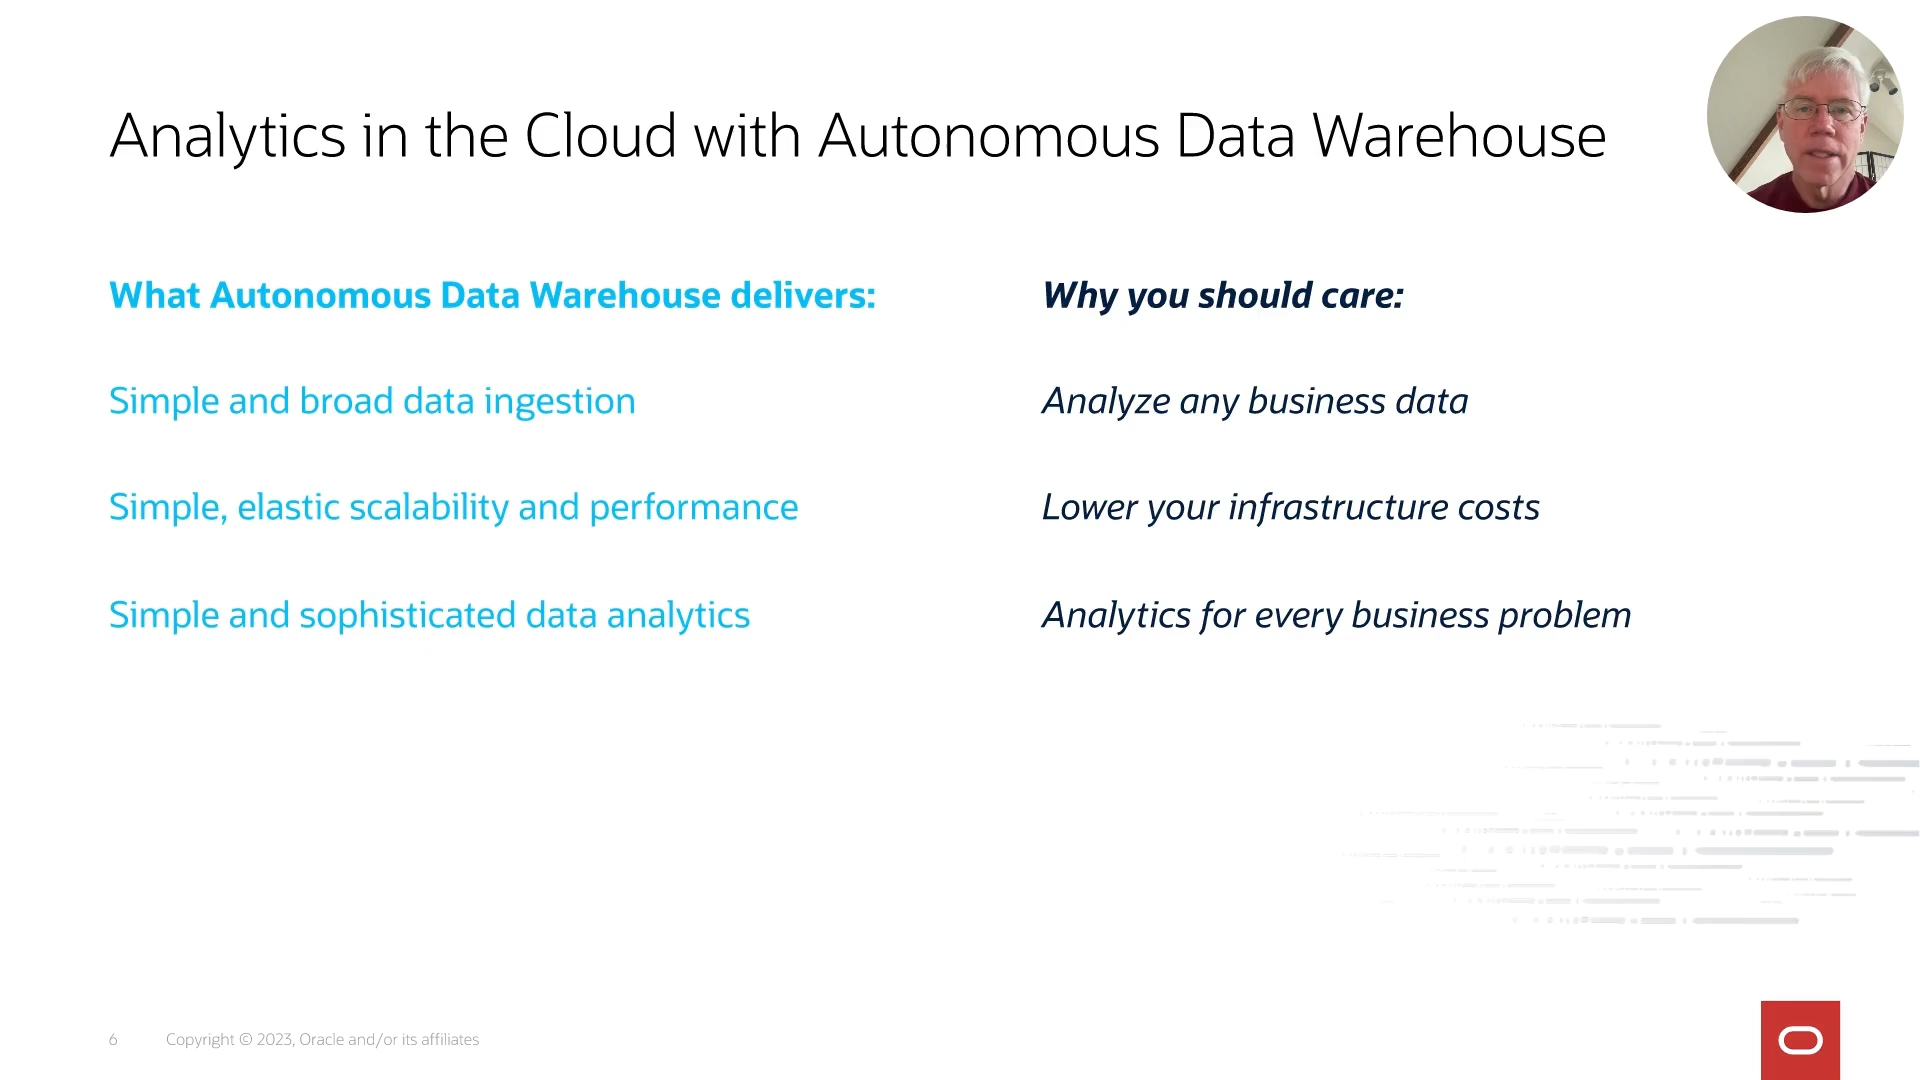 Analytics in the Cloud with Autonomous Data Warehouse
What Autonomous Data Warehouse delivers:
Why you should care:
Simple and broad data ingestion
Analyze any business data
Simple, elastic scalability and performance
Lower your infrastructure costs
Simple and sophisticated data analytics
Analytics for every business problem
6
Copyright © 2023, Oracle and/or its affiliates